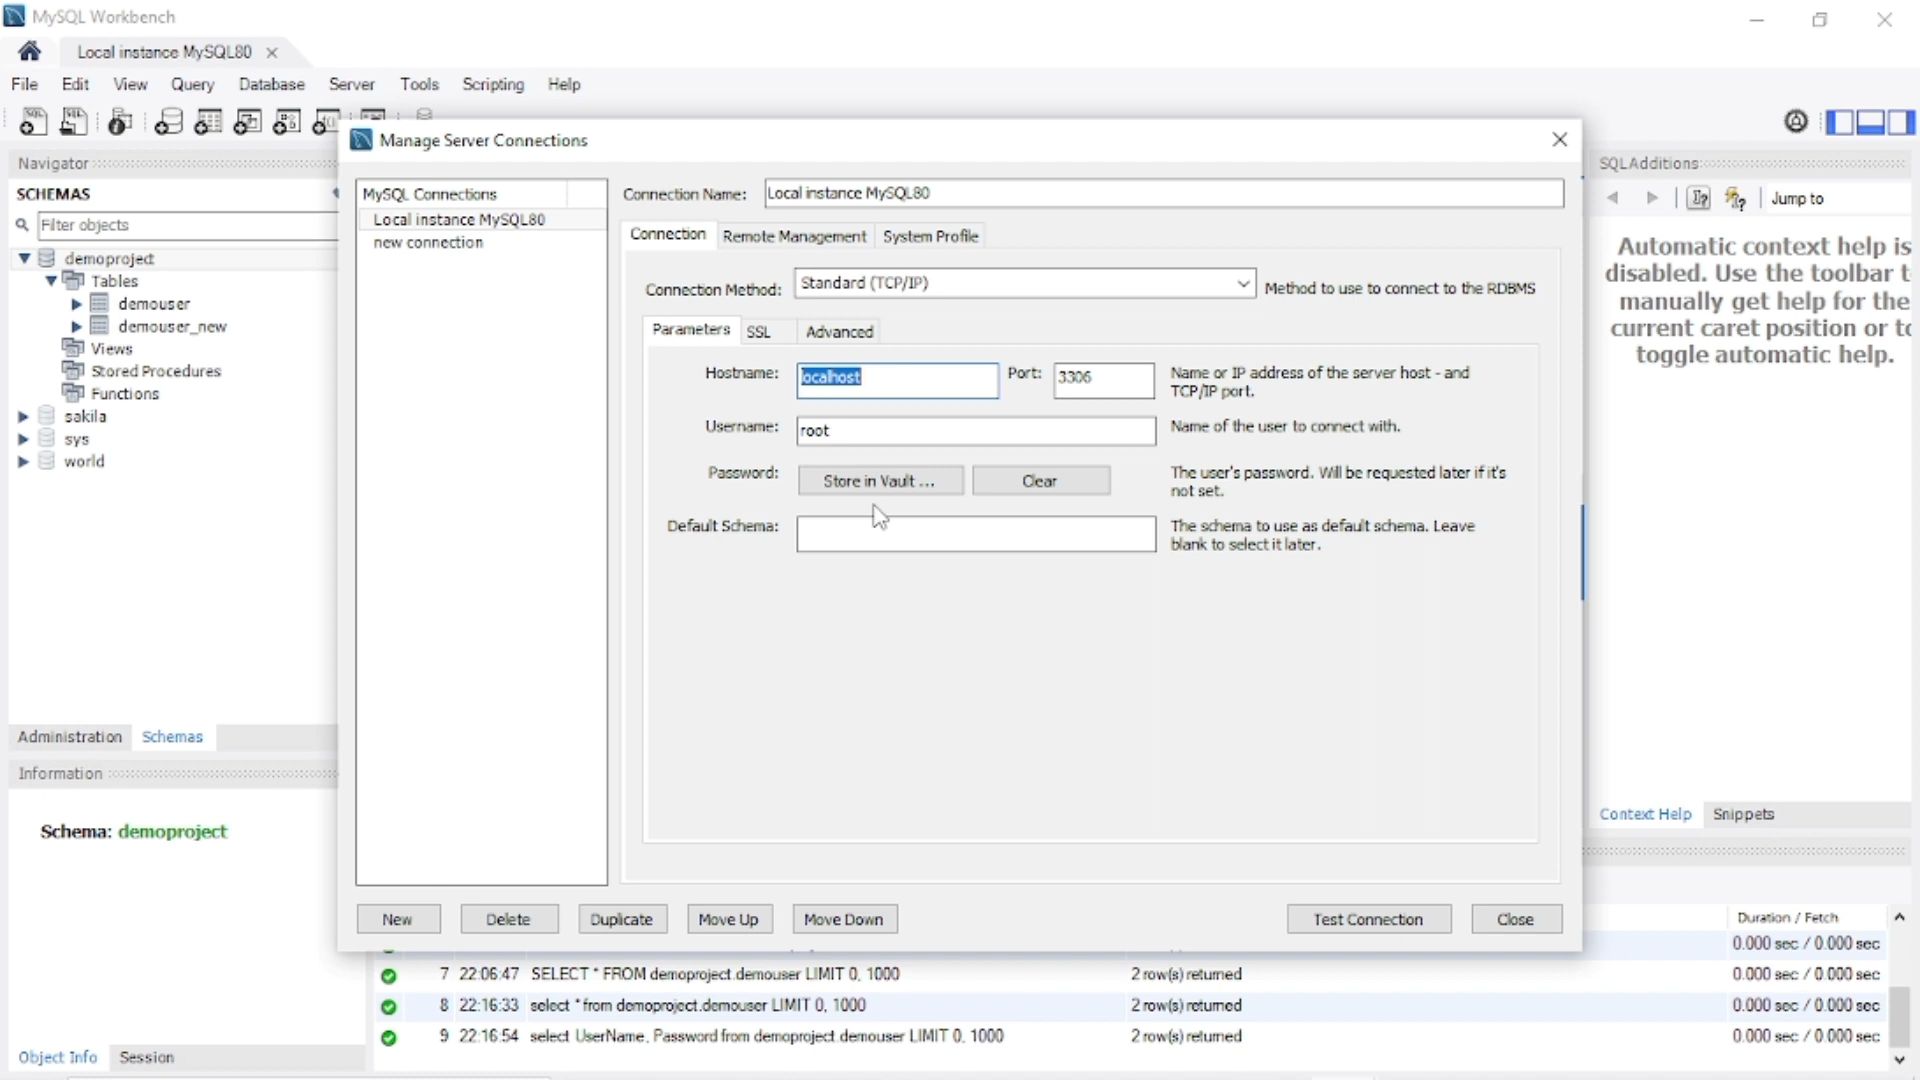 MySQL Workbench
Local instance MySQL80
File Edit View Query Database Server Tools Scripting Help
Navigator
SCHEMAS
Filter objects
demoproject
Tables
demouser
demouser_new
Views
Stored Procedures
Functions
sakila
sys
world
Administration Schemas
Information
Schema: demoproject
Object Info Session
Manage Server Connections
MySQL Connections
Local instance MySQL80
new connection
Connection Name: Local instance MySQL80
Connection Remote Management System Profile
Connection Method: Standard (TCP/IP) Method to use to connect to the RDBMS
Parameters SSL Advanced
Hostname: localhost Port: 3306 Name or IP address of the server host - and
TCP/IP port.
Username: root Name of the user to connect with.
Password: Store in Vault ... Clear The user's password. Will be requested later if it's
not set.
Default Schema: The schema to use as default schema. Leave
blank to select it later.
New Delete Duplicate Move Up Move Down Test Connection Close
SQLAdditions
Jump to
Automatic context help is
disabled. Use the toolbar t
manually get help for the
current caret position or to
toggle automatic help.
Context Help Snippets
Duration / Fetch
0.000 sec / 0.000 sec
7 22:06:47 SELECT * FROM demoproject.demouser LIMIT 0, 1000 2 row(s) returned 0.000 sec / 0.000 sec
8 22:16:33 select * from demoproject.demouser LIMIT 0, 1000 2 row(s) returned 0.000 sec / 0.000 sec
9 22:16:54 select UserName, Password from demoproject.demouser LIMIT 0, 1000 2 row(s) returned 0.000 sec / 0.000 sec